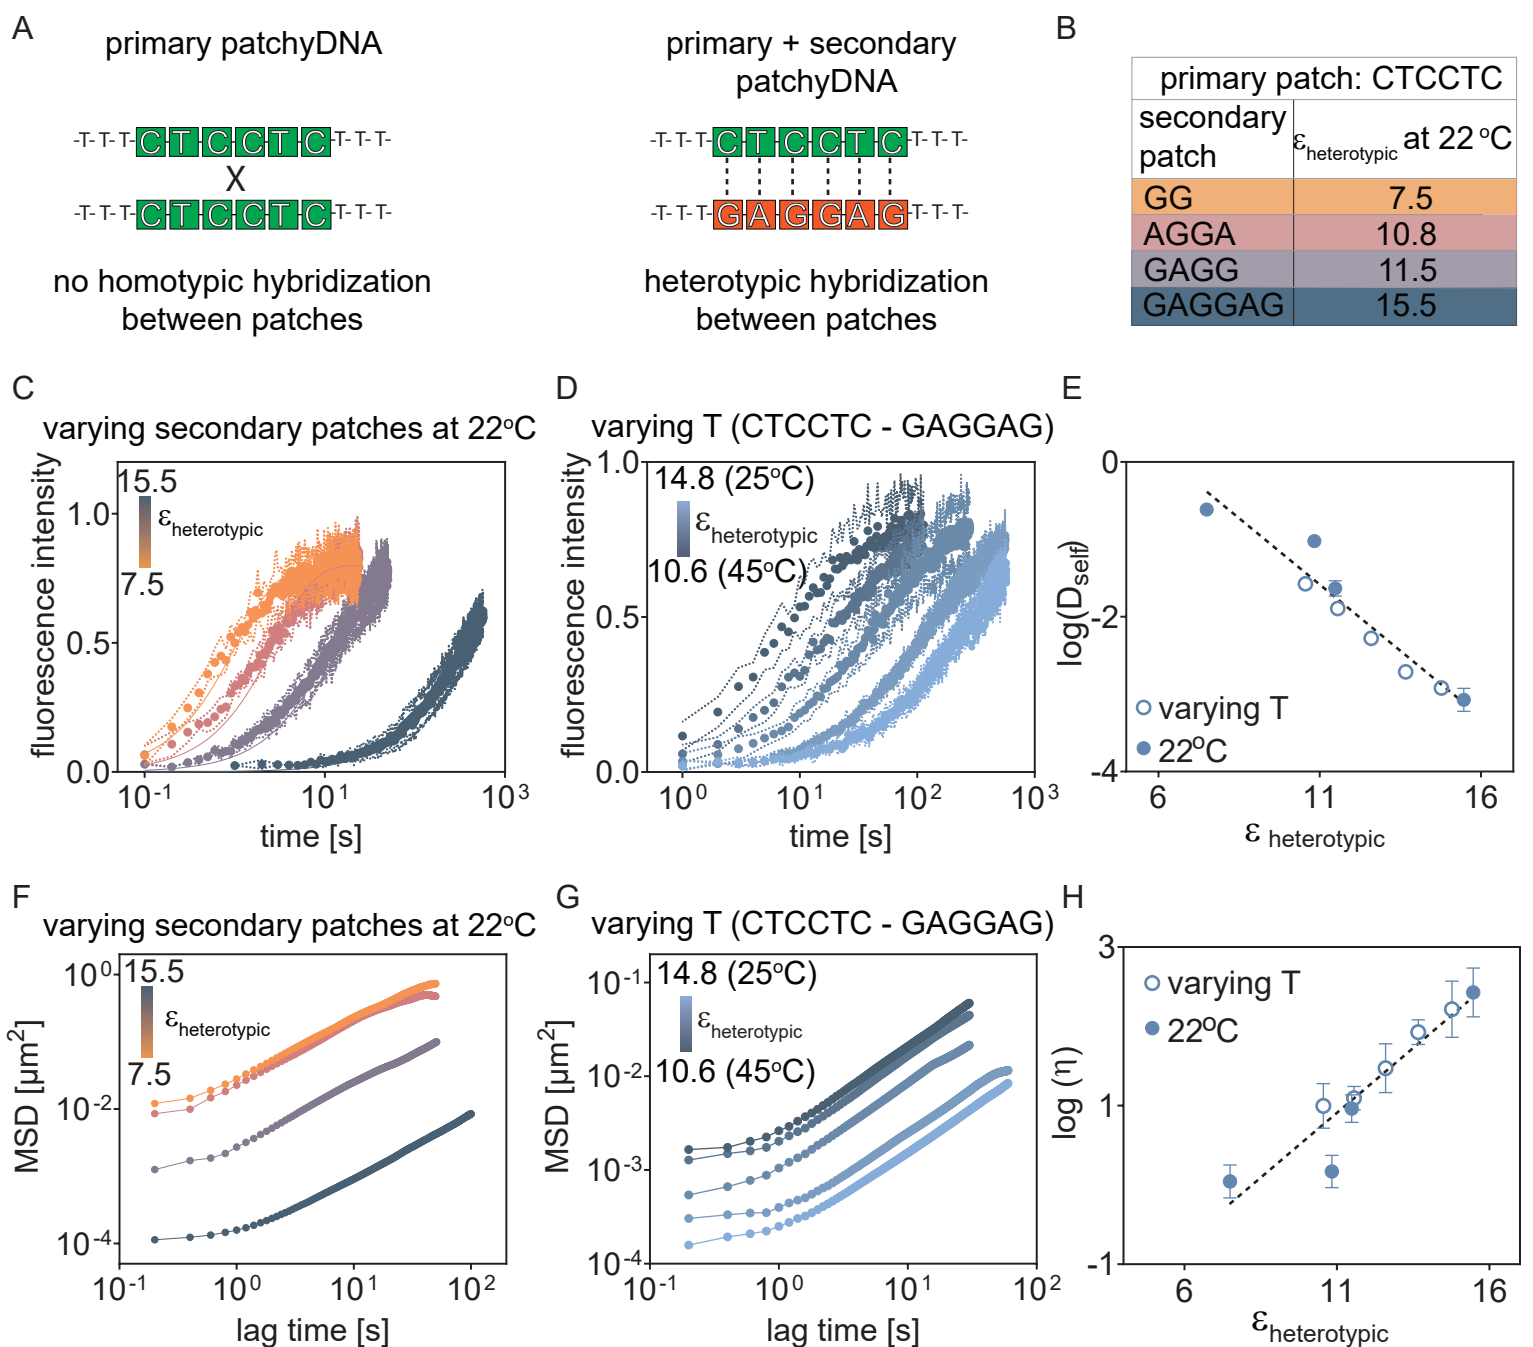 A
primary patchyDNA
-T-T-T-C-T-C-C-T-C-T-T-T-
X
-T-T-T-C-T-C-C-T-C-T-T-T-
no homotypic hybridization
between patches
primary + secondary
patchyDNA
-T-T-T-C-T-C-C-T-C-T-T-T-
-T-T-T-G-A-G-G-A-G-T-T-T-
heterotypic hybridization
between patches
B
primary patch: CTCCTC
secondary patch εheterotypic at 22 °C
GG 7.5
AGGA 10.8
GAGG 11.5
GAGGAG 15.5
C
varying secondary patches at 22°C
fluorescence intensity
1.0
0.5
0.0
15.5
εheterotypic
7.5
10⁻¹ 10¹ 10³
time [s]
D
varying T (CTCCTC - GAGGAG)
fluorescence intensity
1.0
0.5
0.0
14.8 (25°C)
εheterotypic
10.6 (45°C)
10⁰ 10¹ 10² 10³
time [s]
E
log(Dself)
0
-2
-4
varying T
22°C
6 11 16
ε heterotypic
F
varying secondary patches at 22°C
MSD [µm²]
10⁰
10⁻²
10⁻⁴
15.5
εheterotypic
7.5
10⁻¹ 10⁰ 10¹ 10²
lag time [s]
G
varying T (CTCCTC - GAGGAG)
MSD [µm²]
10⁻¹
10⁻²
10⁻³
10⁻⁴
14.8 (25°C)
εheterotypic
10.6 (45°C)
10⁻¹ 10⁰ 10¹ 10²
lag time [s]
H
log (η)
3
1
-1
varying T
22°C
6 11 16
εheterotypic